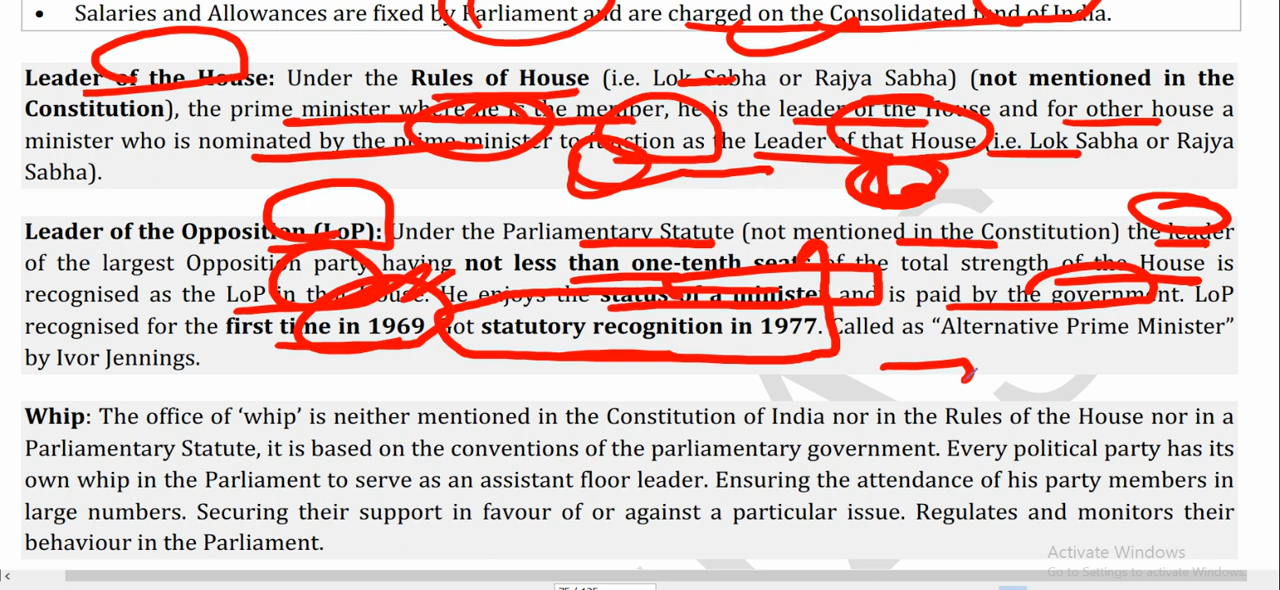 • Salaries and Allowances are fixed by Parliament and are charged on the Consolidated Fund of India.
Leader of the House: Under the Rules of House (i.e. Lok Sabha or Rajya Sabha) (not mentioned in the
Constitution), the prime minister where he is the member, he is the leader of the House and for other house a
minister who is nominated by the prime minister to function as the Leader of that House (i.e. Lok Sabha or Rajya
Sabha).
Leader of the Opposition (LoP): Under the Parliamentary Statute (not mentioned in the Constitution) the leader
of the largest Opposition party having not less than one-tenth seats of the total strength of the House is
recognised as the LoP in that House. He enjoys the status of a minister and is paid by the government. LoP
recognised for the first time in 1969 Got statutory recognition in 1977. Called as “Alternative Prime Minister”
by Ivor Jennings.
Whip: The office of ‘whip’ is neither mentioned in the Constitution of India nor in the Rules of the House nor in a
Parliamentary Statute, it is based on the conventions of the parliamentary government. Every political party has its
own whip in the Parliament to serve as an assistant floor leader. Ensuring the attendance of his party members in
large numbers. Securing their support in favour of or against a particular issue. Regulates and monitors their
behaviour in the Parliament.
Activate Windows
Go to Settings to activate Windows.